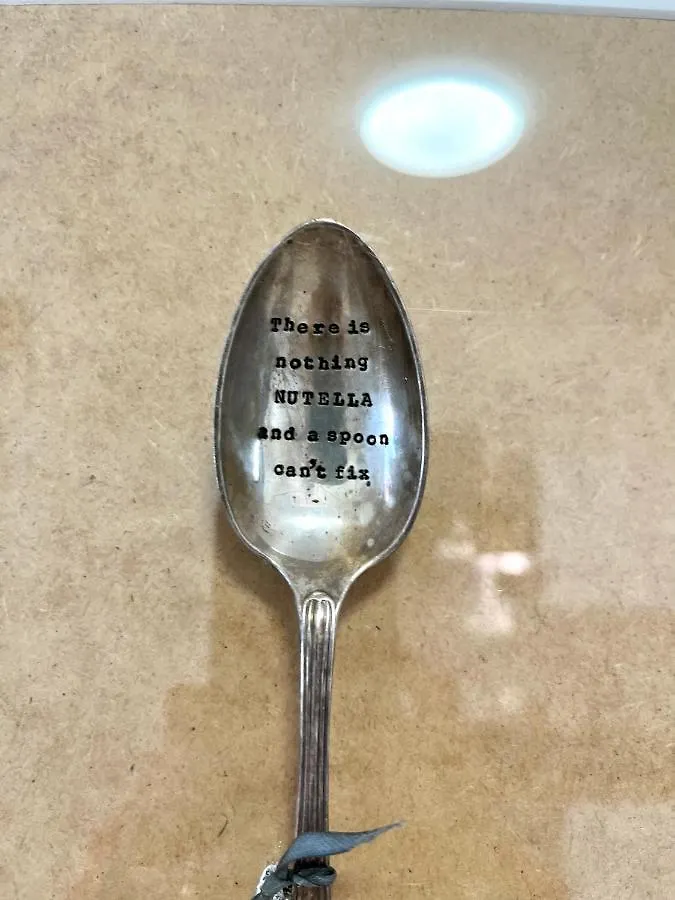 There is
nothing
NUTELLA
and a spoon
can't fix.